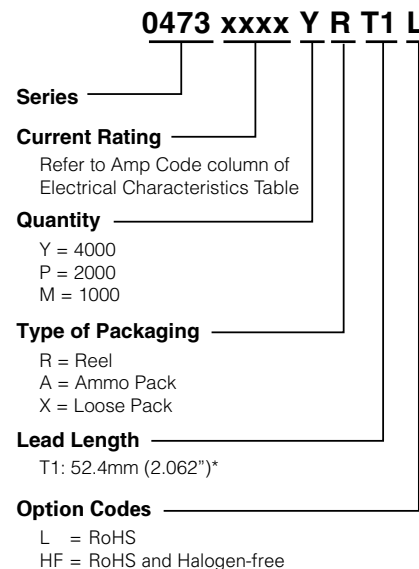 0473 xxxx Y R T1 L
Series
Current Rating
Refer to Amp Code column of
Electrical Characteristics Table
Quantity
Y = 4000
P = 2000
M = 1000
Type of Packaging
R = Reel
A = Ammo Pack
X = Loose Pack
Lead Length
T1: 52.4mm (2.062”)*
Option Codes
L = RoHS
HF = RoHS and Halogen-free